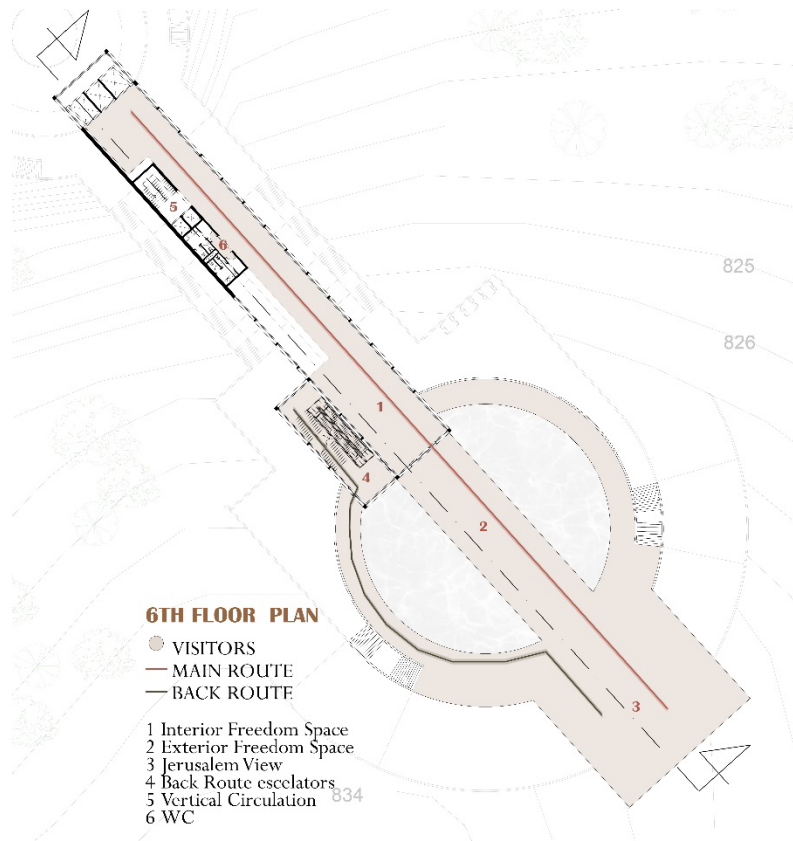 5
6
825
826
1
4
2
3
6TH FLOOR PLAN
VISITORS
MAIN ROUTE
BACK ROUTE
1 Interior Freedom Space
2 Exterior Freedom Space
3 Jerusalem View
4 Back Route escelators
5 Vertical Circulation
6 WC
834